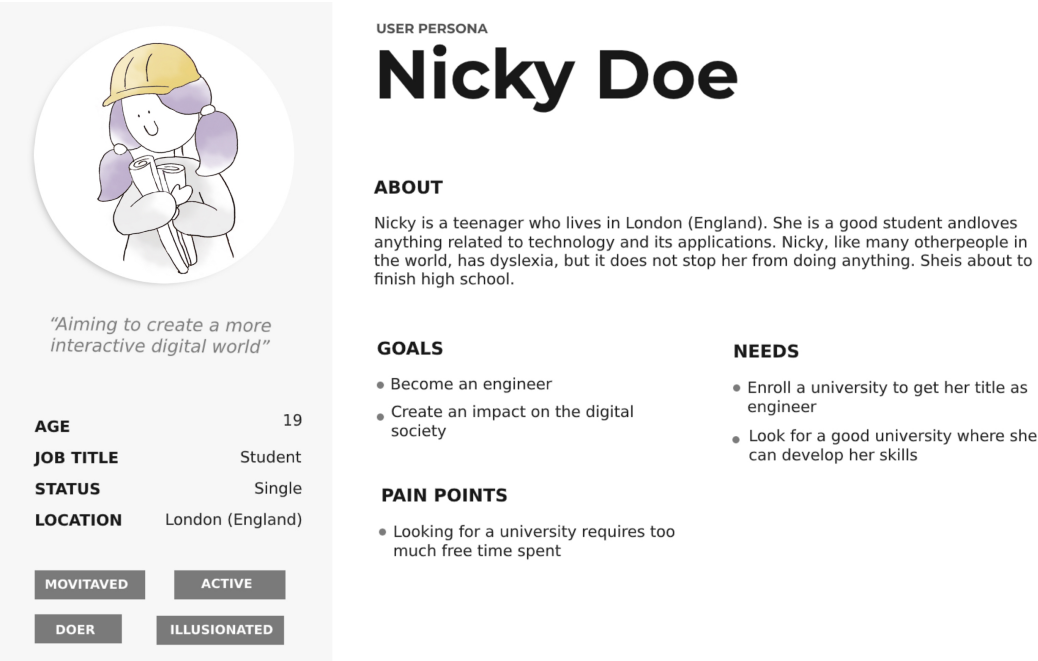 “Aiming to create a more
interactive digital world”
AGE 19
JOB TITLE Student
STATUS Single
LOCATION London (England)
MOVITAVED ACTIVE
DOER ILLUSIONATED
USER PERSONA
Nicky Doe
ABOUT
Nicky is a teenager who lives in London (England). She is a good student andloves
anything related to technology and its applications. Nicky, like many otherpeople in
the world, has dyslexia, but it does not stop her from doing anything. Sheis about to
finish high school.
GOALS
Become an engineer
Create an impact on the digital
society
NEEDS
Enroll a university to get her title as
engineer
Look for a good university where she
can develop her skills
PAIN POINTS
Looking for a university requires too
much free time spent